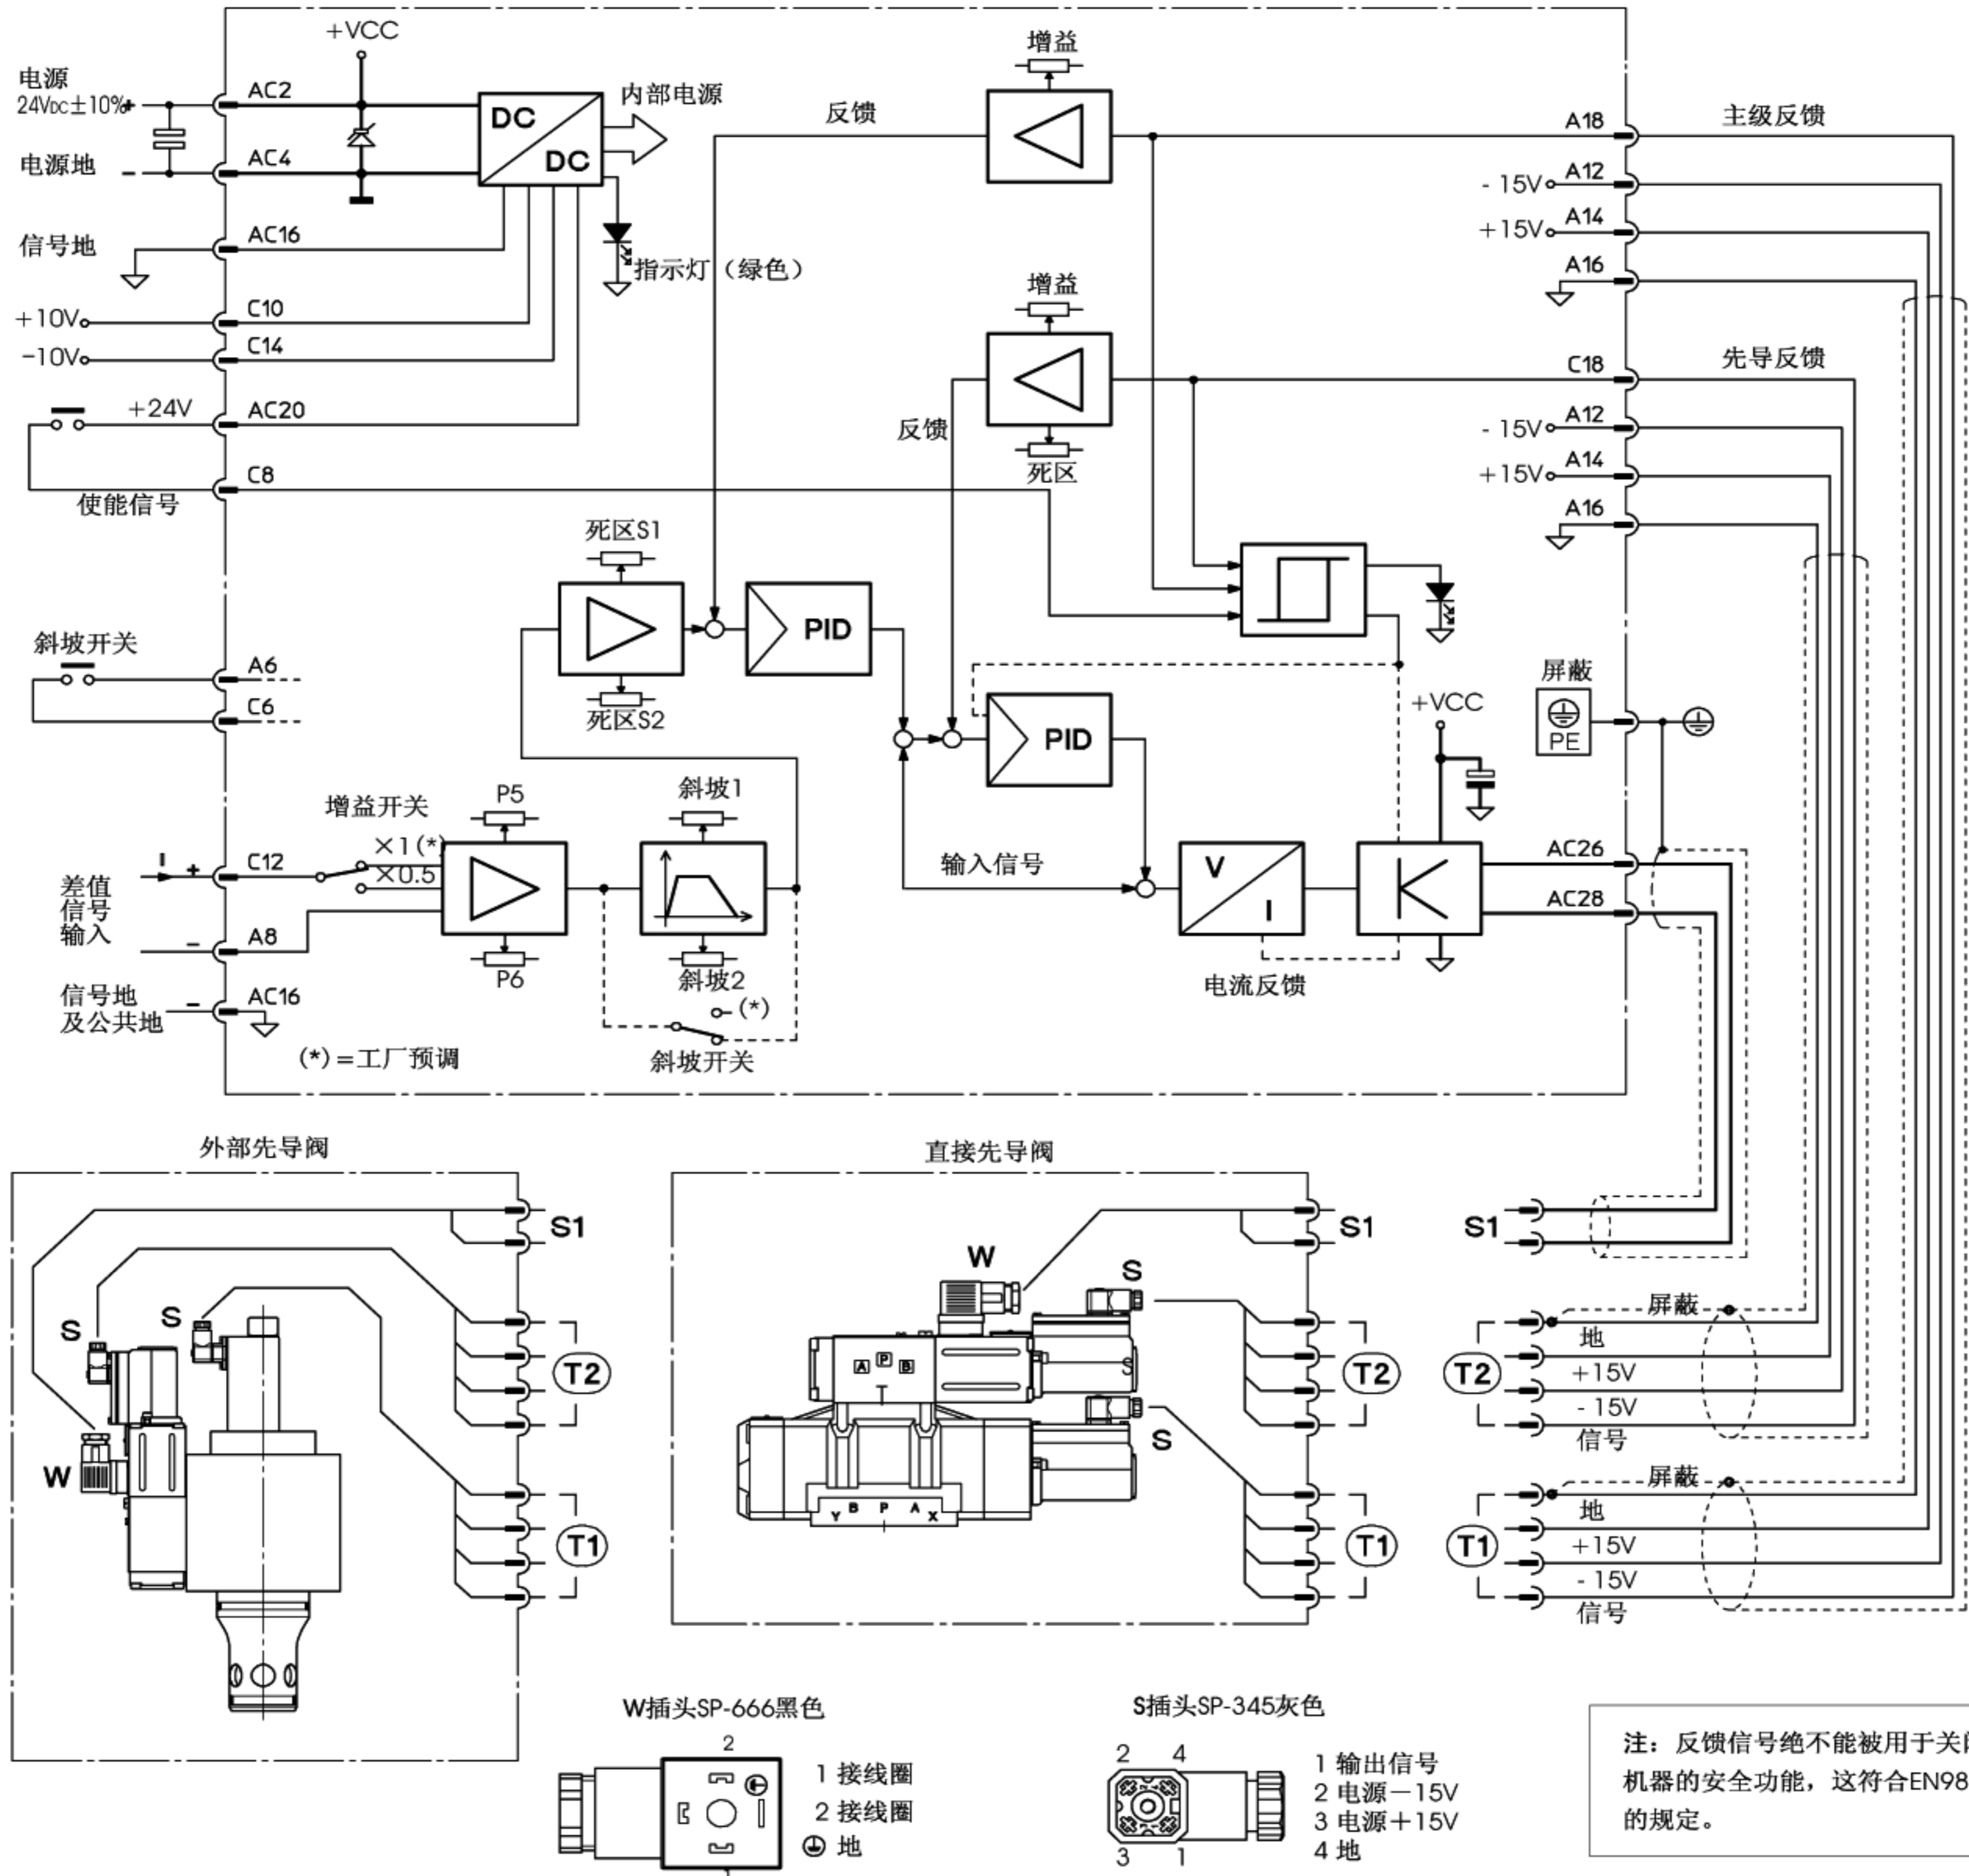 +VCC
电源
24VDC±10%
+
AC2
DC
DC
内部电源
电源地
-
AC4
信号地
AC16
指示灯（绿色）
+10V
C10
-10V
C14
+24V
AC20
C8
使能信号
增益
反馈
A18
主级反馈
- 15V
A12
+15V
A14
A16
增益
C18
先导反馈
反馈
死区
- 15V
A12
+15V
A14
A16
死区S1
PID
死区S2
斜坡开关
A6
C6
PID
+VCC
屏蔽
PE
增益开关
P5
斜坡1
×1(*)
×0.5
I
+
C12
差值
信号
输入
-
A8
P6
斜坡2
输入信号
V
I
电流反馈
AC26
AC28
信号地
及公共地
-
AC16
(*)
斜坡开关
(*)=工厂预调
外部先导阀
S1
S
S
W
T2
T1
直接先导阀
W
S
S
A
P
B
T
S
Y
B
P
A
X
S1
T2
T1
S1
T2
屏蔽
地
+15V
- 15V
信号
T1
屏蔽
地
+15V
- 15V
信号
W插头SP-666黑色
2
1 接线圈
2 接线圈
地
S插头SP-345灰色
2
4
3
1
1 输出信号
2 电源－15V
3 电源＋15V
4 地
注：反馈信号绝不能被用于关
机器的安全功能，这符合EN98
的规定。